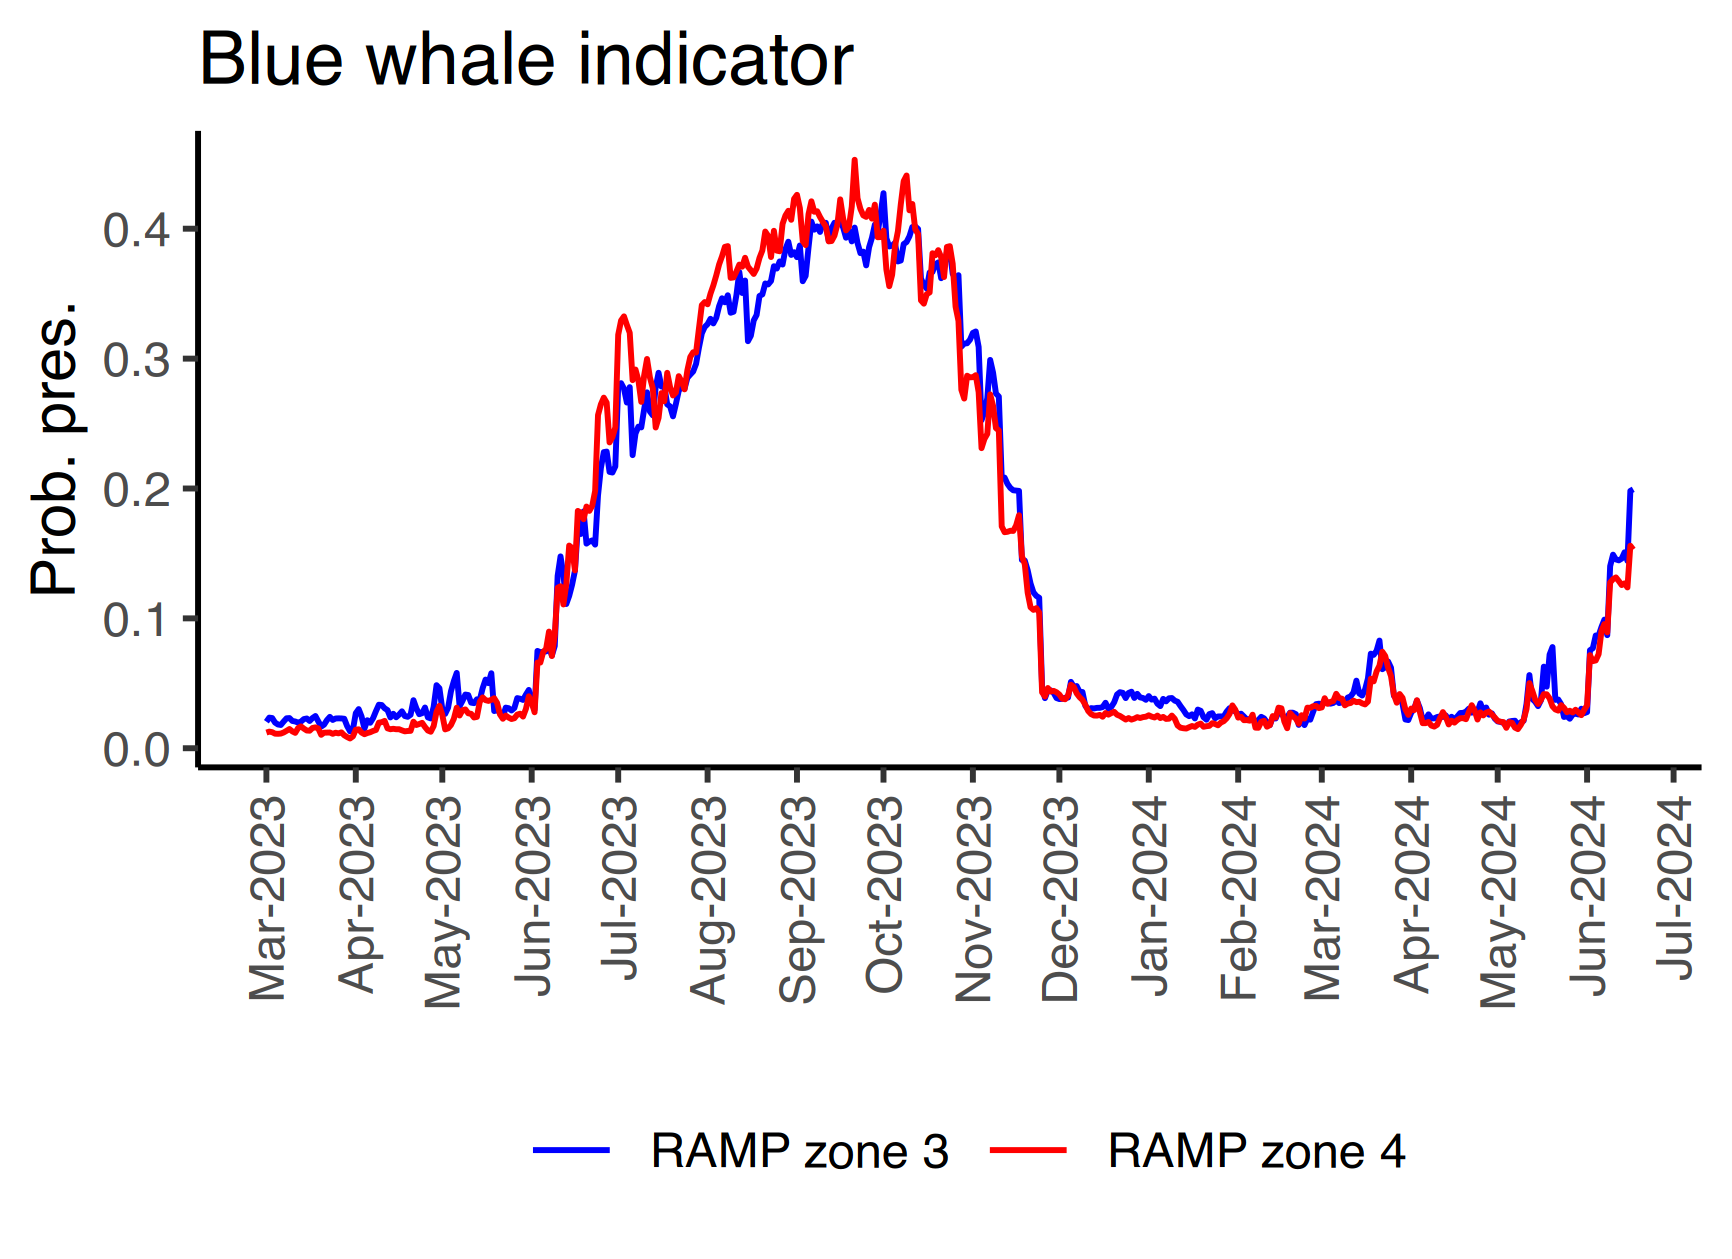 Blue whale indicator
Prob. pres.
0.4
0.3
0.2
0.1
0.0
Mar-2023
Apr-2023
May-2023
Jun-2023
Jul-2023
Aug-2023
Sep-2023
Oct-2023
Nov-2023
Dec-2023
Jan-2024
Feb-2024
Mar-2024
Apr-2024
May-2024
Jun-2024
Jul-2024
RAMP zone 3
RAMP zone 4